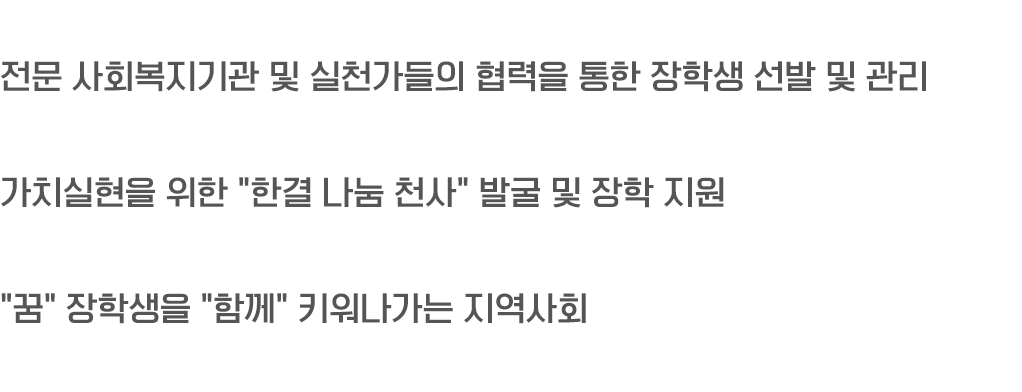 전문 사회복지기관 및 실천가들의 협력을 통한 장학생 선발 및 관리
가치실현을 위한 "한결 나눔 천사" 발굴 및 장학 지원
"꿈" 장학생을 "함께" 키워나가는 지역사회